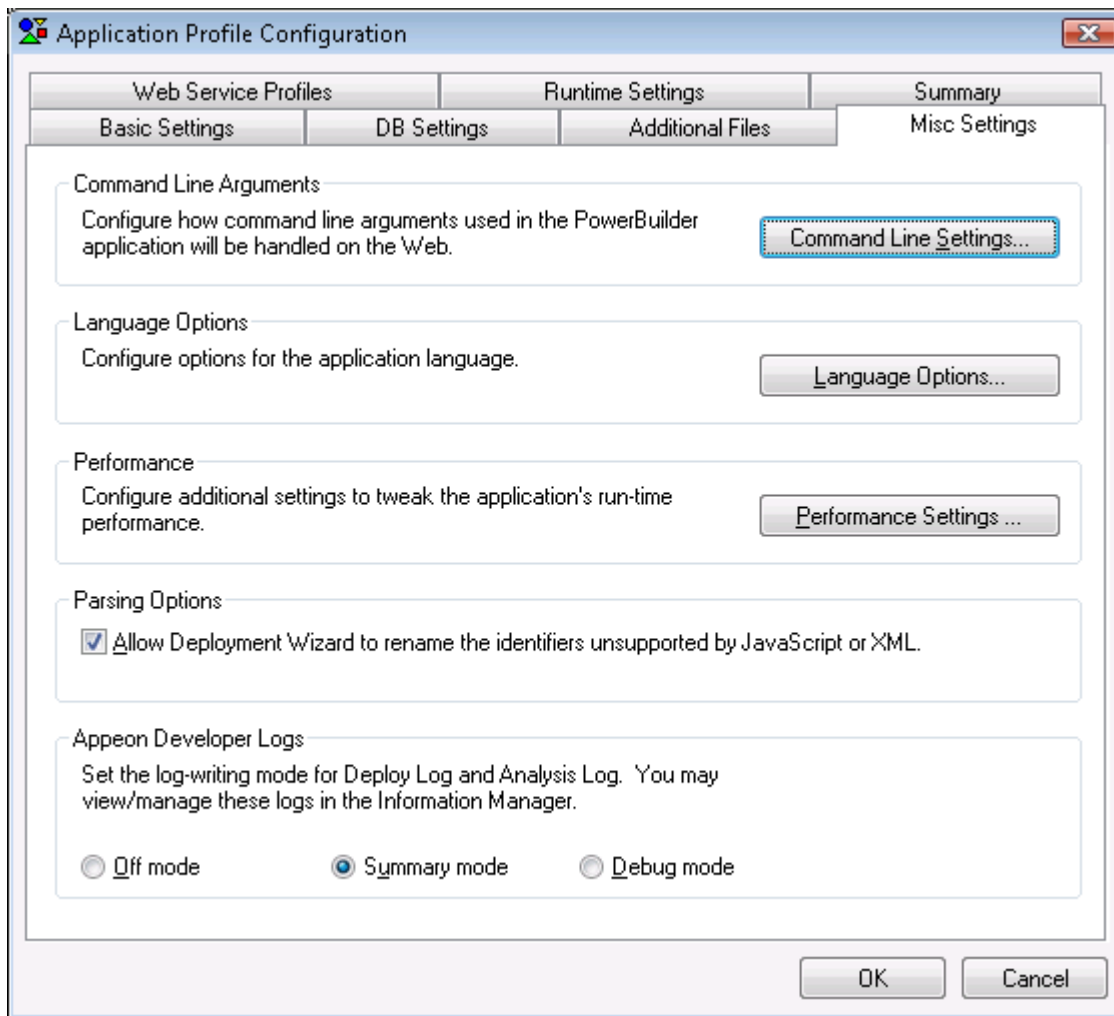 Application Profile Configuration
Web Service Profiles
Runtime Settings
Summary
Basic Settings
DB Settings
Additional Files
Misc Settings
Command Line Arguments
Configure how command line arguments used in the PowerBuilder
application will be handled on the Web.
Command Line Settings...
Language Options
Configure options for the application language.
Language Options...
Performance
Configure additional settings to tweak the application's run-time
performance.
Performance Settings ...
Parsing Options
Allow Deployment Wizard to rename the identifiers unsupported by JavaScript or XML.
Appeon Developer Logs
Set the log-writing mode for Deploy Log and Analysis Log.  You may
view/manage these logs in the Information Manager.
Off mode
Summary mode
Debug mode
OK
Cancel